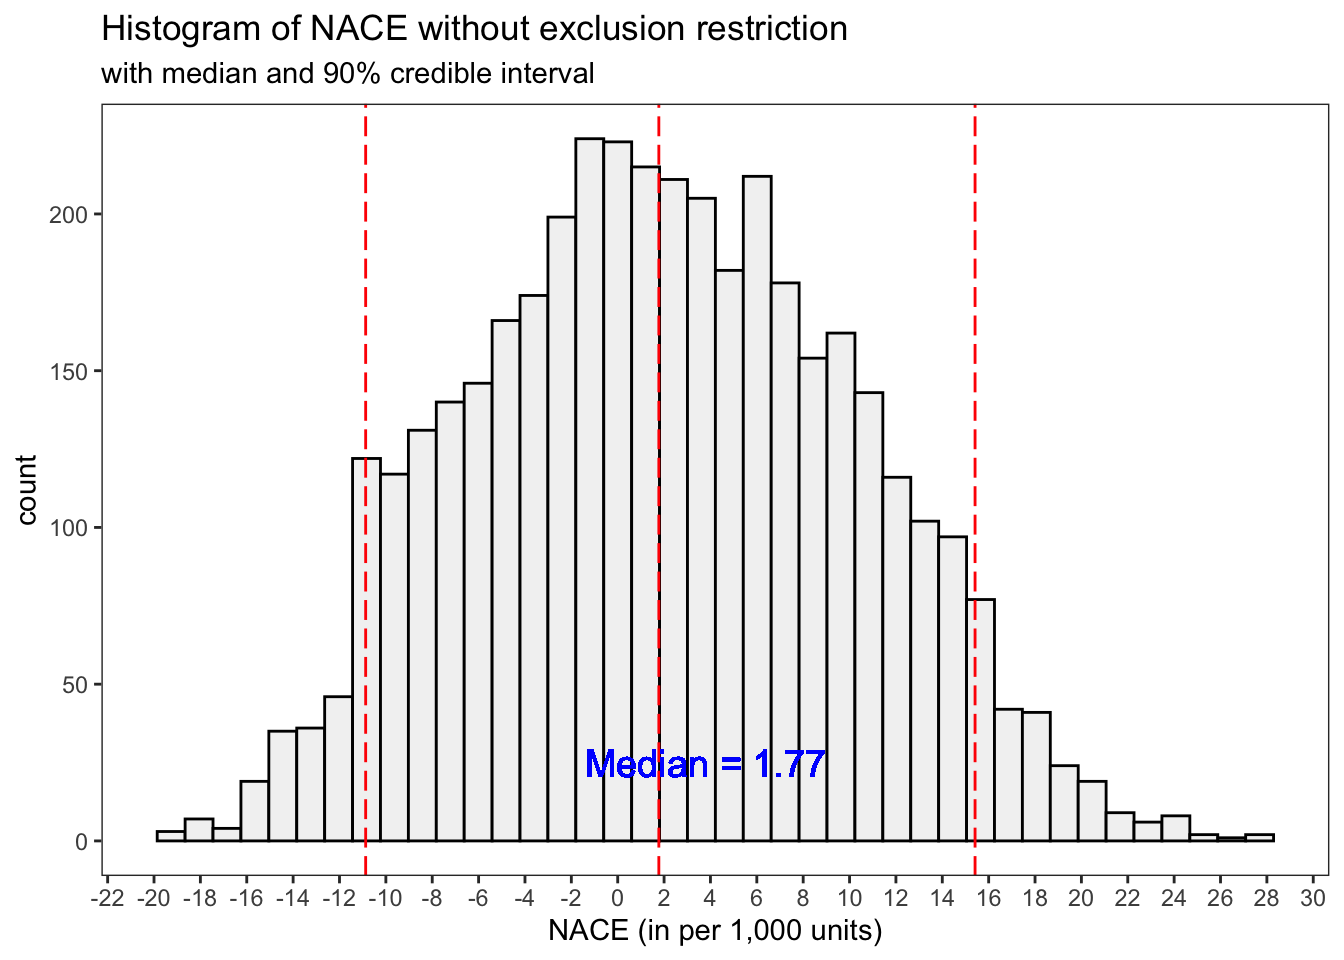 Histogram of NACE without exclusion restriction
with median and 90% credible interval
count
200
150
100
50
0
Median = 1.77
-22 -20 -18 -16 -14 -12 -10 -8 -6 -4 -2 0 2 4 6 8 10 12 14 16 18 20 22 24 26 28 30
NACE (in per 1,000 units)